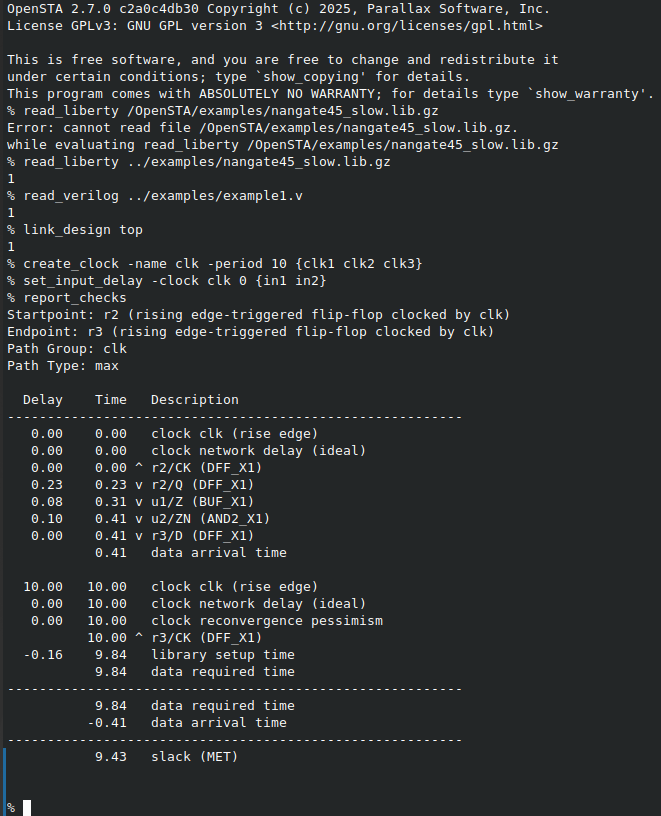 OpenSTA 2.7.0 c2a0c4db30 Copyright (c) 2025, Parallax Software, Inc.
License GPLv3: GNU GPL version 3 <http://gnu.org/licenses/gpl.html>

This is free software, and you are free to change and redistribute it
under certain conditions; type `show_copying' for details.
This program comes with ABSOLUTELY NO WARRANTY; for details type `show_warranty'.
% read_liberty /OpenSTA/examples/nangate45_slow.lib.gz
Error: cannot read file /OpenSTA/examples/nangate45_slow.lib.gz.
while evaluating read_liberty /OpenSTA/examples/nangate45_slow.lib.gz
% read_liberty ../examples/nangate45_slow.lib.gz
1
% read_verilog ../examples/example1.v
1
% link_design top
1
% create_clock -name clk -period 10 {clk1 clk2 clk3}
% set_input_delay -clock clk 0 {in1 in2}
% report_checks
Startpoint: r2 (rising edge-triggered flip-flop clocked by clk)
Endpoint: r3 (rising edge-triggered flip-flop clocked by clk)
Path Group: clk
Path Type: max

  Delay    Time   Description
---------------------------------------------------------
   0.00    0.00   clock clk (rise edge)
   0.00    0.00   clock network delay (ideal)
   0.00    0.00 ^ r2/CK (DFF_X1)
   0.23    0.23 v r2/Q (DFF_X1)
   0.08    0.31 v u1/Z (BUF_X1)
   0.10    0.41 v u2/ZN (AND2_X1)
   0.00    0.41 v r3/D (DFF_X1)
           0.41   data arrival time

  10.00   10.00   clock clk (rise edge)
   0.00   10.00   clock network delay (ideal)
   0.00   10.00   clock reconvergence pessimism
          10.00 ^ r3/CK (DFF_X1)
  -0.16    9.84   library setup time
           9.84   data required time
---------------------------------------------------------
           9.84   data required time
          -0.41   data arrival time
---------------------------------------------------------
           9.43   slack (MET)

%